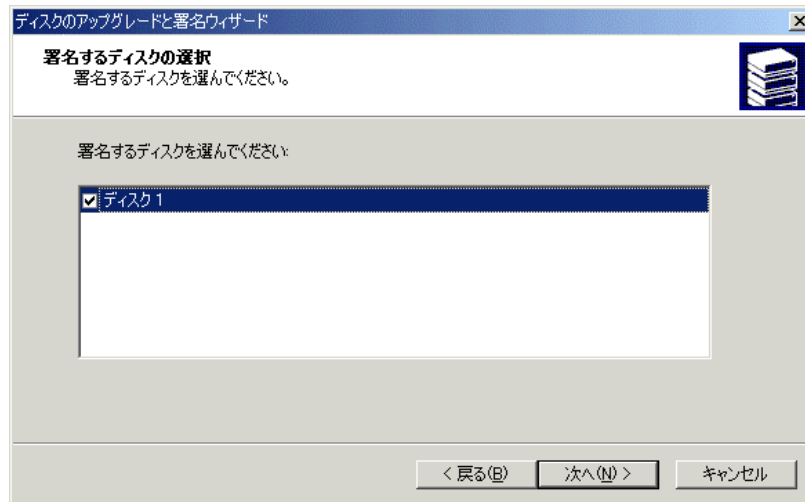 ディスクのアップグレードと署名ウィザード
署名するディスクの選択
署名するディスクを選んでください。
署名するディスクを選んでください:
ディスク 1
< 戻る(B)
次へ(N) >
キャンセル